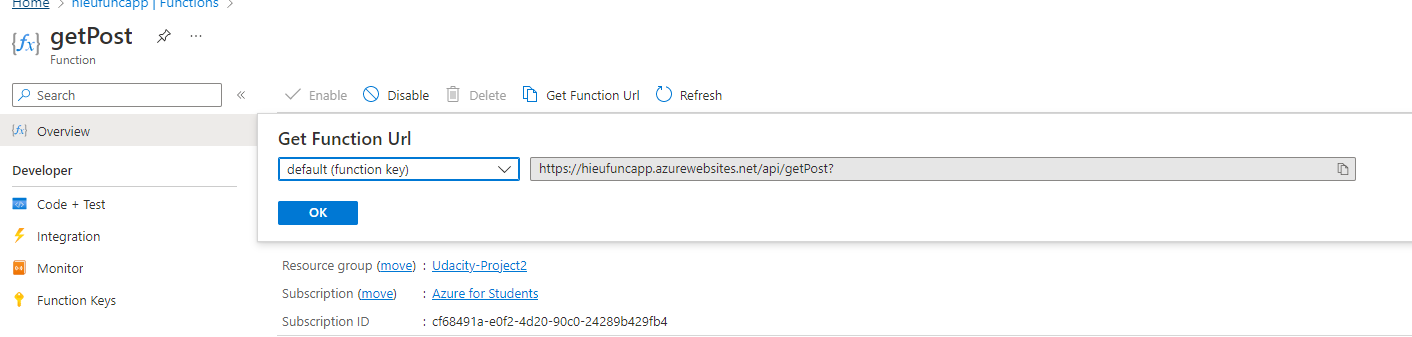 Home > hieufuncapp | Functions >
{fx} getPost ...
Function
Search «
Enable Disable Delete Get Function Url Refresh
Overview
Get Function Url
default (function key) https://hieufuncapp.azurewebsites.net/api/getPost?
OK
Developer
Code + Test
Integration
Monitor
Function Keys
Resource group (move) : Udacity-Project2
Subscription (move) : Azure for Students
Subscription ID : cf68491a-e0f2-4d20-90c0-24289b429fb4